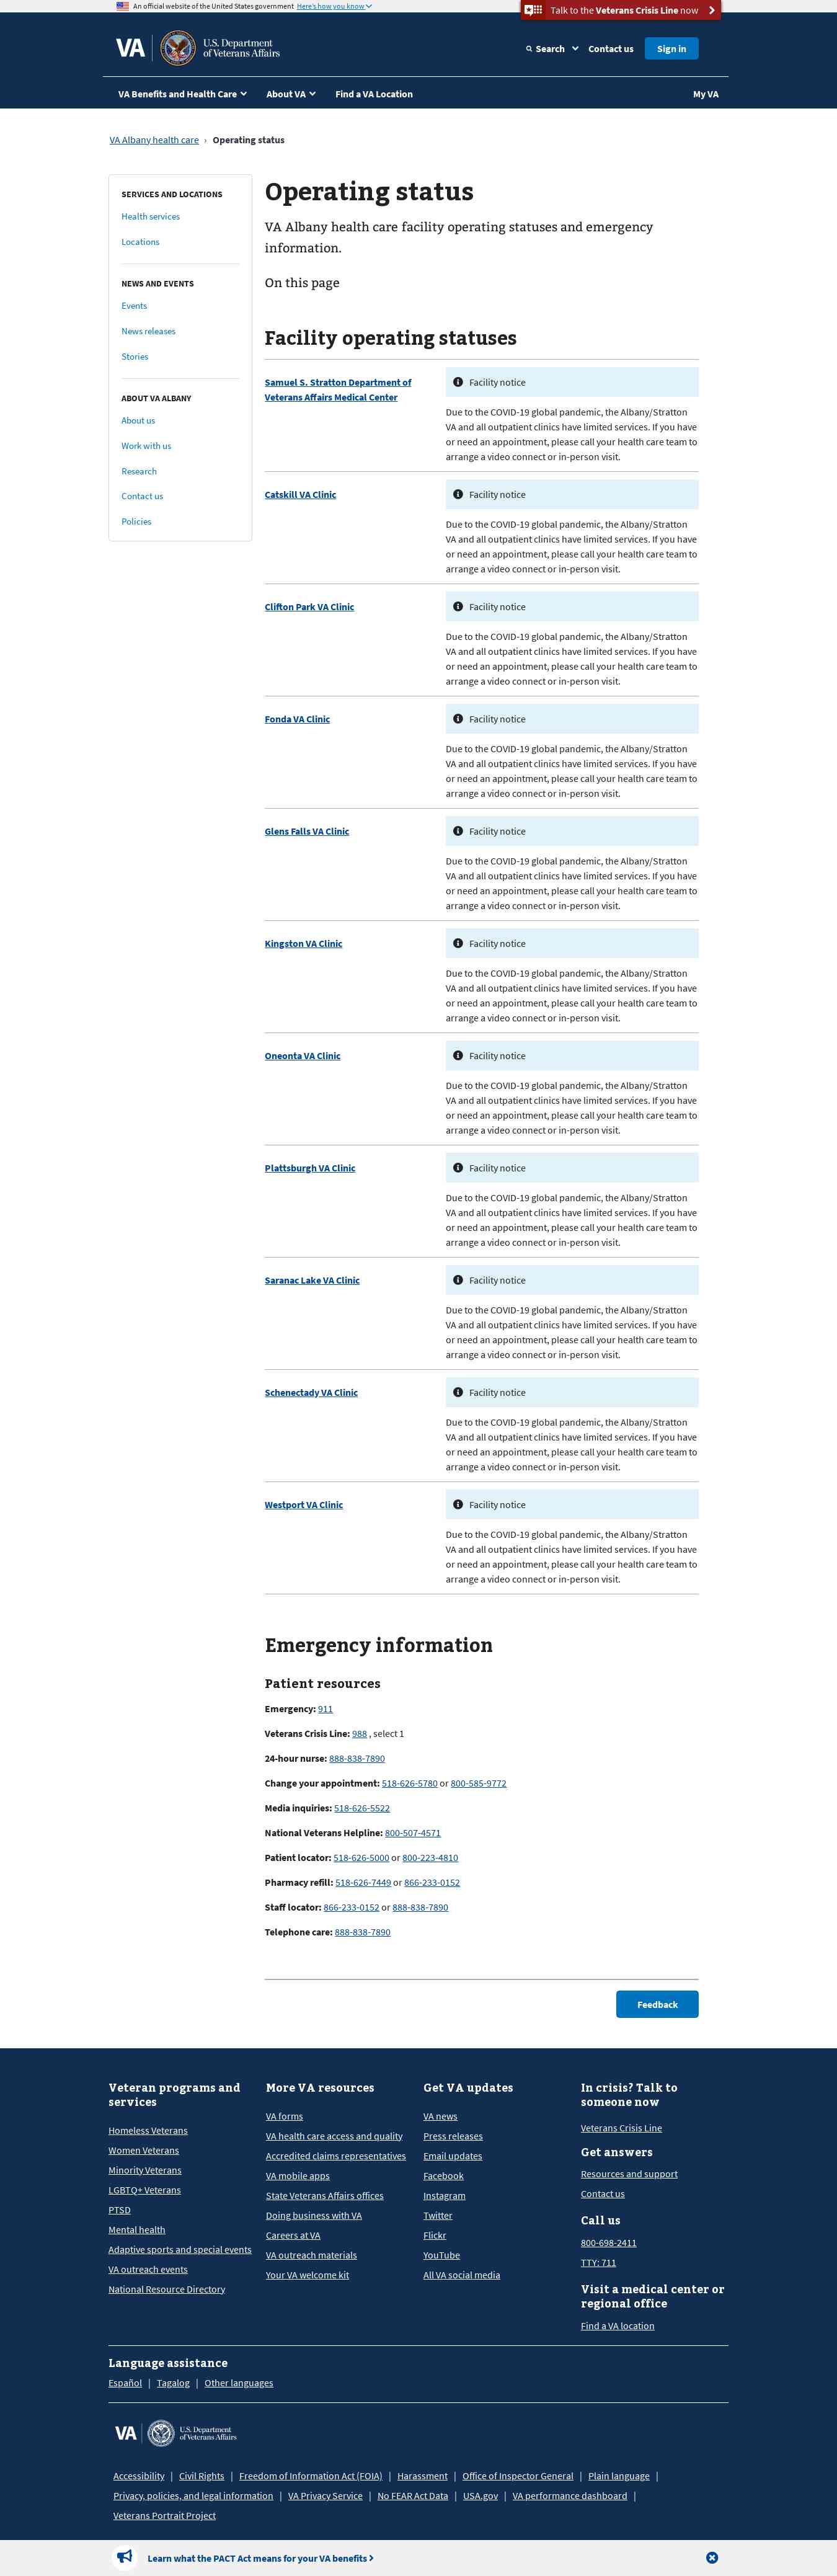 An official website of the United States government Here's how you know
Talk to the Veterans Crisis Line now
VA
U.S. Department
of Veterans Affairs
Search
Contact us
Sign in
VA Benefits and Health Care
About VA
Find a VA Location
My VA
VA Albany health care › Operating status
SERVICES AND LOCATIONS
Health services
Locations
NEWS AND EVENTS
Events
News releases
Stories
ABOUT VA ALBANY
About us
Work with us
Research
Contact us
Policies
Operating status
VA Albany health care facility operating statuses and emergency
information.
On this page
Facility operating statuses
Samuel S. Stratton Department of
Veterans Affairs Medical Center
Facility notice
Due to the COVID-19 global pandemic, the Albany/Stratton
VA and all outpatient clinics have limited services. If you have
or need an appointment, please call your health care team to
arrange a video connect or in-person visit.
Catskill VA Clinic
Facility notice
Due to the COVID-19 global pandemic, the Albany/Stratton
VA and all outpatient clinics have limited services. If you have
or need an appointment, please call your health care team to
arrange a video connect or in-person visit.
Clifton Park VA Clinic
Facility notice
Due to the COVID-19 global pandemic, the Albany/Stratton
VA and all outpatient clinics have limited services. If you have
or need an appointment, please call your health care team to
arrange a video connect or in-person visit.
Fonda VA Clinic
Facility notice
Due to the COVID-19 global pandemic, the Albany/Stratton
VA and all outpatient clinics have limited services. If you have
or need an appointment, please call your health care team to
arrange a video connect or in-person visit.
Glens Falls VA Clinic
Facility notice
Due to the COVID-19 global pandemic, the Albany/Stratton
VA and all outpatient clinics have limited services. If you have
or need an appointment, please call your health care team to
arrange a video connect or in-person visit.
Kingston VA Clinic
Facility notice
Due to the COVID-19 global pandemic, the Albany/Stratton
VA and all outpatient clinics have limited services. If you have
or need an appointment, please call your health care team to
arrange a video connect or in-person visit.
Oneonta VA Clinic
Facility notice
Due to the COVID-19 global pandemic, the Albany/Stratton
VA and all outpatient clinics have limited services. If you have
or need an appointment, please call your health care team to
arrange a video connect or in-person visit.
Plattsburgh VA Clinic
Facility notice
Due to the COVID-19 global pandemic, the Albany/Stratton
VA and all outpatient clinics have limited services. If you have
or need an appointment, please call your health care team to
arrange a video connect or in-person visit.
Saranac Lake VA Clinic
Facility notice
Due to the COVID-19 global pandemic, the Albany/Stratton
VA and all outpatient clinics have limited services. If you have
or need an appointment, please call your health care team to
arrange a video connect or in-person visit.
Schenectady VA Clinic
Facility notice
Due to the COVID-19 global pandemic, the Albany/Stratton
VA and all outpatient clinics have limited services. If you have
or need an appointment, please call your health care team to
arrange a video connect or in-person visit.
Westport VA Clinic
Facility notice
Due to the COVID-19 global pandemic, the Albany/Stratton
VA and all outpatient clinics have limited services. If you have
or need an appointment, please call your health care team to
arrange a video connect or in-person visit.
Emergency information
Patient resources
Emergency: 911
Veterans Crisis Line: 988 , select 1
24-hour nurse: 888-838-7890
Change your appointment: 518-626-5780 or 800-585-9772
Media inquiries: 518-626-5522
National Veterans Helpline: 800-507-4571
Patient locator: 518-626-5000 or 800-223-4810
Pharmacy refill: 518-626-7449 or 866-233-0152
Staff locator: 866-233-0152 or 888-838-7890
Telephone care: 888-838-7890
Feedback
Veteran programs and
services
Homeless Veterans
Women Veterans
Minority Veterans
LGBTQ+ Veterans
PTSD
Mental health
Adaptive sports and special events
VA outreach events
National Resource Directory
More VA resources
VA forms
VA health care access and quality
Accredited claims representatives
VA mobile apps
State Veterans Affairs offices
Doing business with VA
Careers at VA
VA outreach materials
Your VA welcome kit
Get VA updates
VA news
Press releases
Email updates
Facebook
Instagram
Twitter
Flickr
YouTube
All VA social media
In crisis? Talk to
someone now
Veterans Crisis Line
Get answers
Resources and support
Contact us
Call us
800-698-2411
TTY: 711
Visit a medical center or
regional office
Find a VA location
Language assistance
Español | Tagalog | Other languages
VA
U.S. Department
of Veterans Affairs
Accessibility | Civil Rights | Freedom of Information Act (FOIA) | Harassment | Office of Inspector General | Plain language |
Privacy, policies, and legal information | VA Privacy Service | No FEAR Act Data | USA.gov | VA performance dashboard |
Veterans Portrait Project
Learn what the PACT Act means for your VA benefits